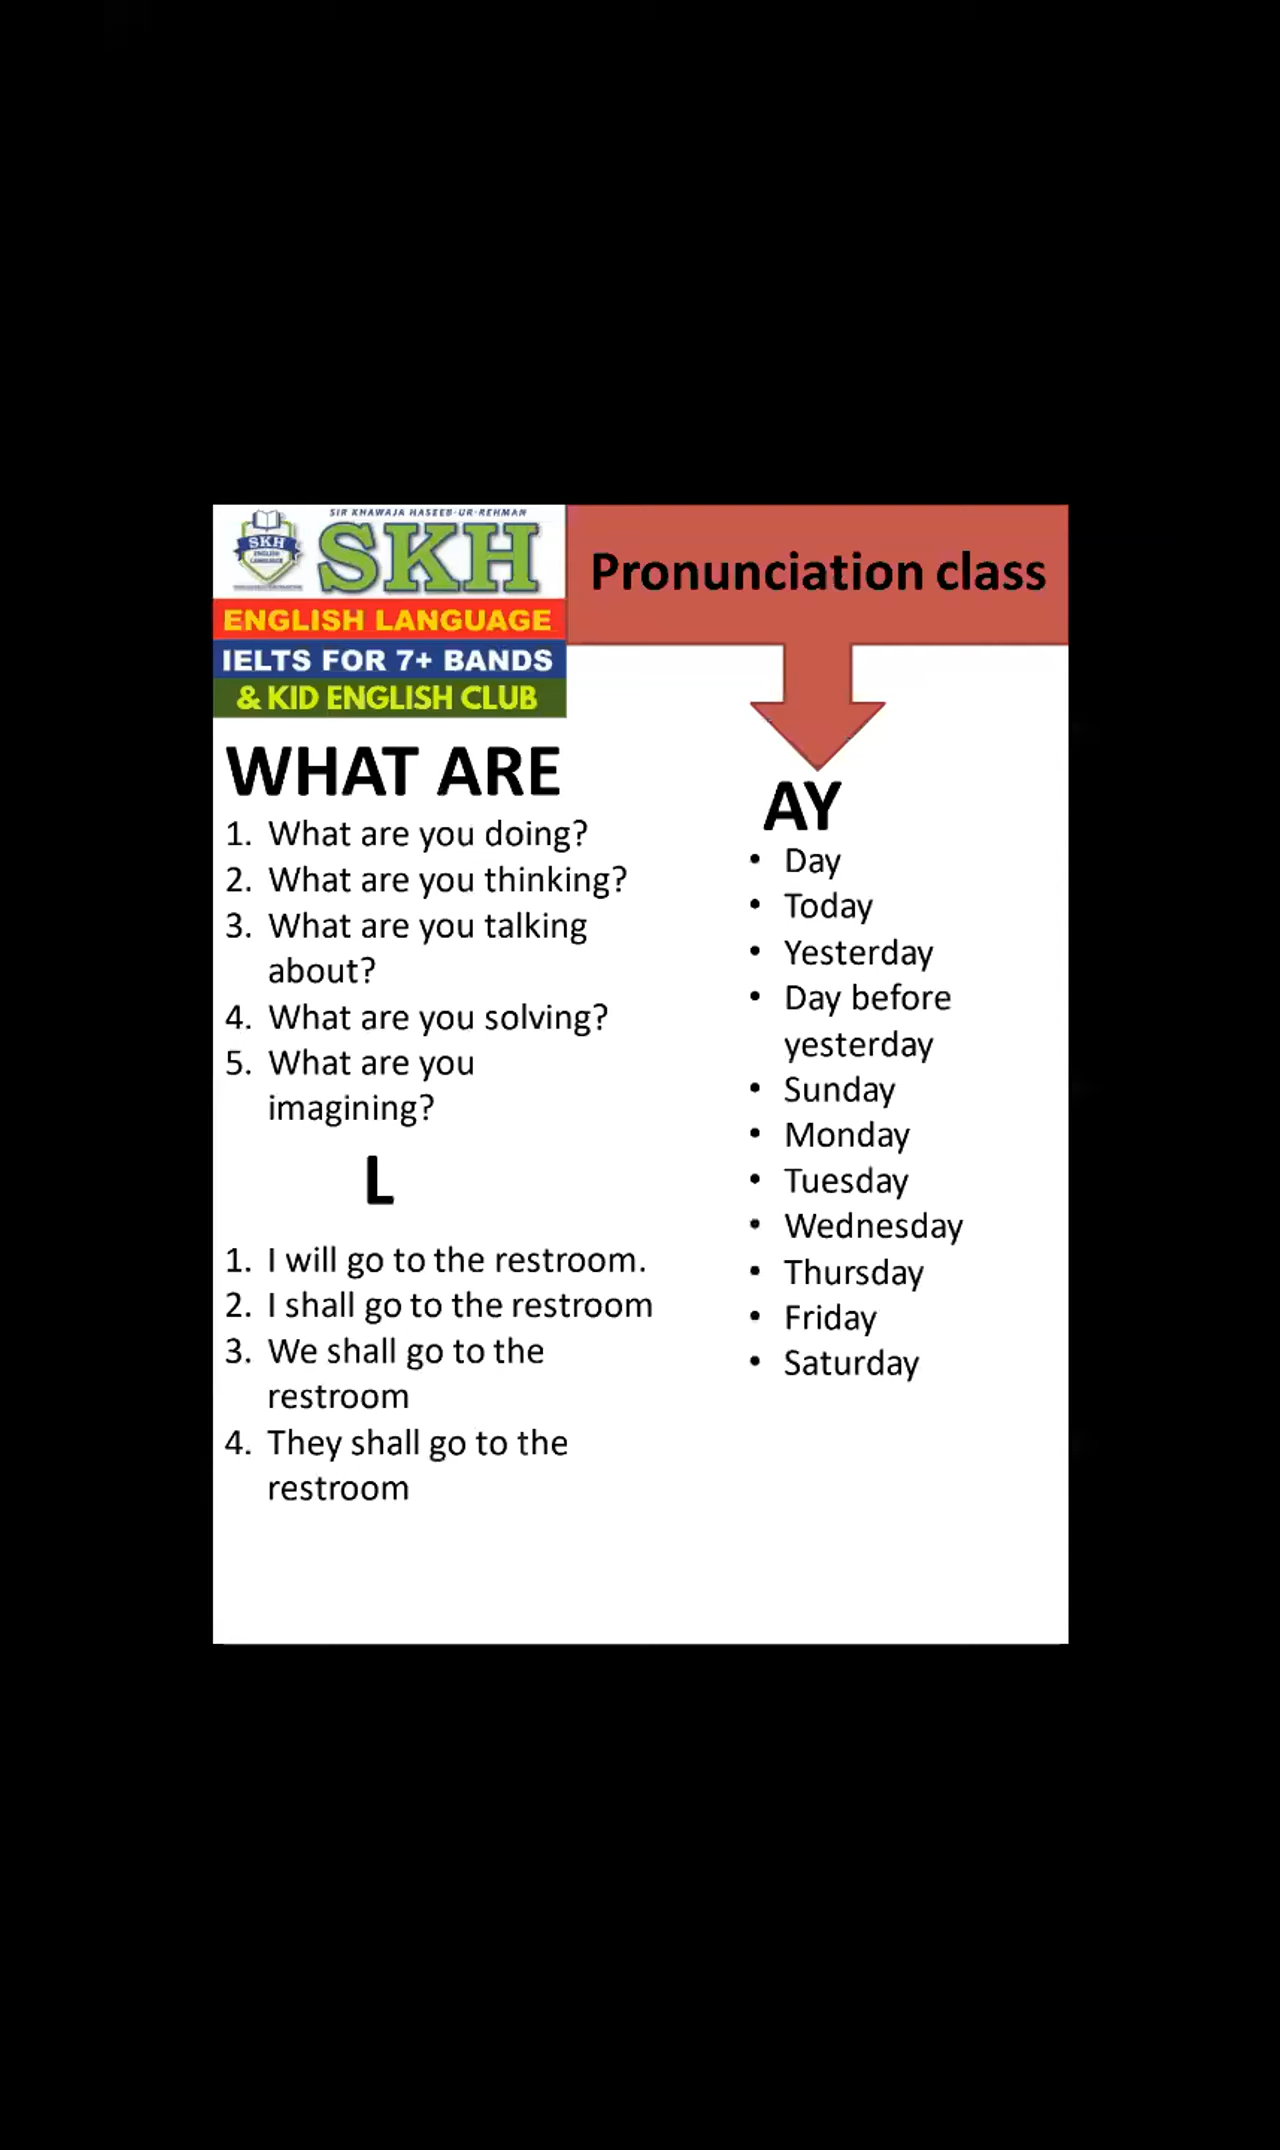 SIR KHAWAJA HASEEB-UR-REHMAN
SKH
ENGLISH
LANGUAGE
SKH
ENGLISH LANGUAGE
IELTS FOR 7+ BANDS
& KID ENGLISH CLUB
Pronunciation class
WHAT ARE
1. What are you doing?
2. What are you thinking?
3. What are you talking
about?
4. What are you solving?
5. What are you
imagining?
L
1. I will go to the restroom.
2. I shall go to the restroom
3. We shall go to the
restroom
4. They shall go to the
restroom
AY
• Day
• Today
• Yesterday
• Day before
yesterday
• Sunday
• Monday
• Tuesday
• Wednesday
• Thursday
• Friday
• Saturday